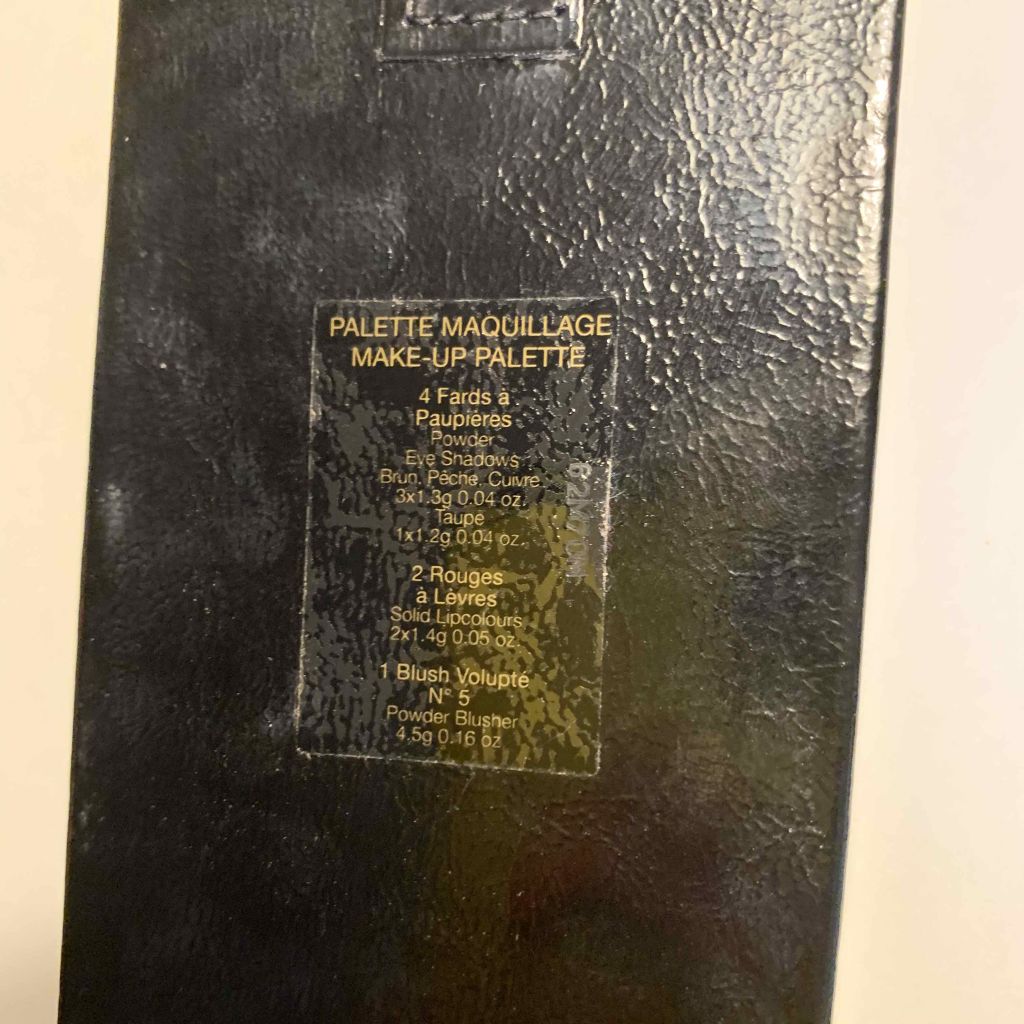 PALETTE MAQUILLAGE
MAKE-UP PALETTE
4 Fards à
Paupières
Powder
Eye Shadows
Brun, Pêche, Cuivre
3x1.3g 0.04 oz.
Taupe
1x1.2g 0.04 oz.
2 Rouges
à Lèvres
Solid Lipcolours
2x1.4g 0.05 oz.
1 Blush Volupté
N° 5
Powder Blusher
4.5g 0.16 oz